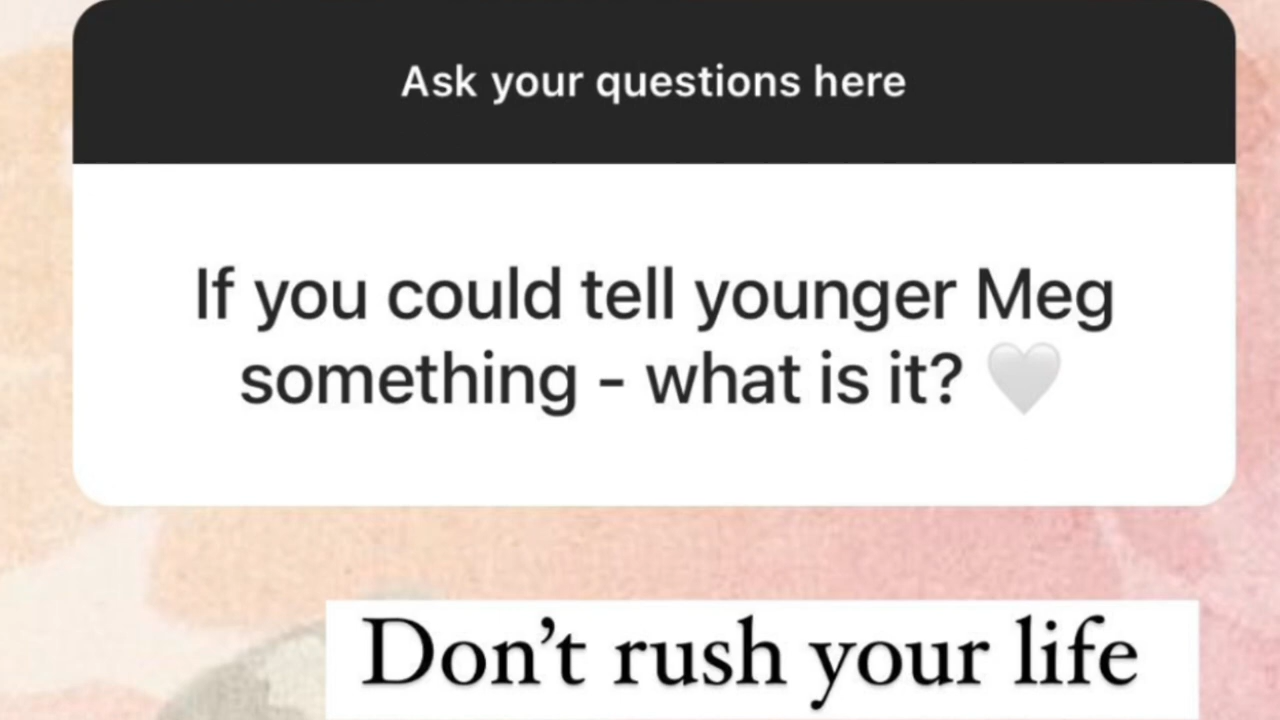 Ask your questions here
If you could tell younger Meg
something - what is it? 🤍
Don’t rush your life